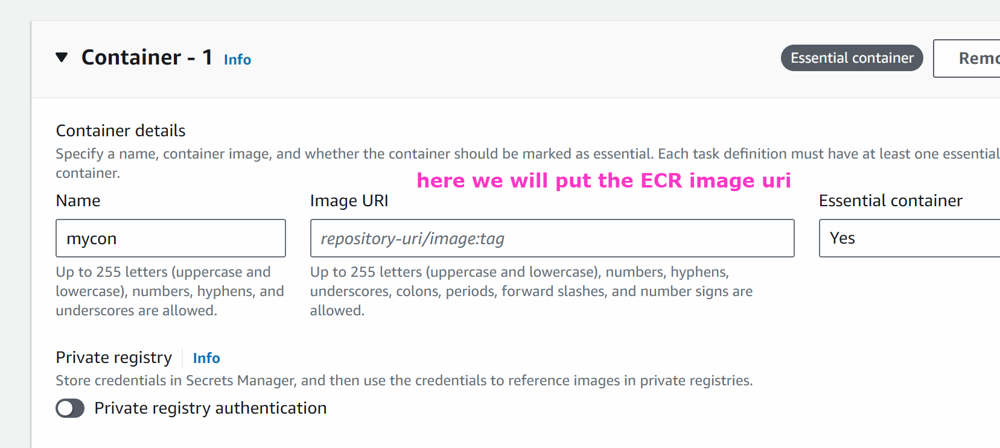 Container - 1 Info
Essential container
Remo
Container details
Specify a name, container image, and whether the container should be marked as essential. Each task definition must have at least one essential
container.
here we will put the ECR image uri
Name
Image URI
Essential container
mycon
repository-uri/image:tag
Yes
Up to 255 letters (uppercase and
lowercase), numbers, hyphens, and
underscores are allowed.
Up to 255 letters (uppercase and lowercase), numbers, hyphens,
underscores, colons, periods, forward slashes, and number signs are
allowed.
Private registry Info
Store credentials in Secrets Manager, and then use the credentials to reference images in private registries.
Private registry authentication